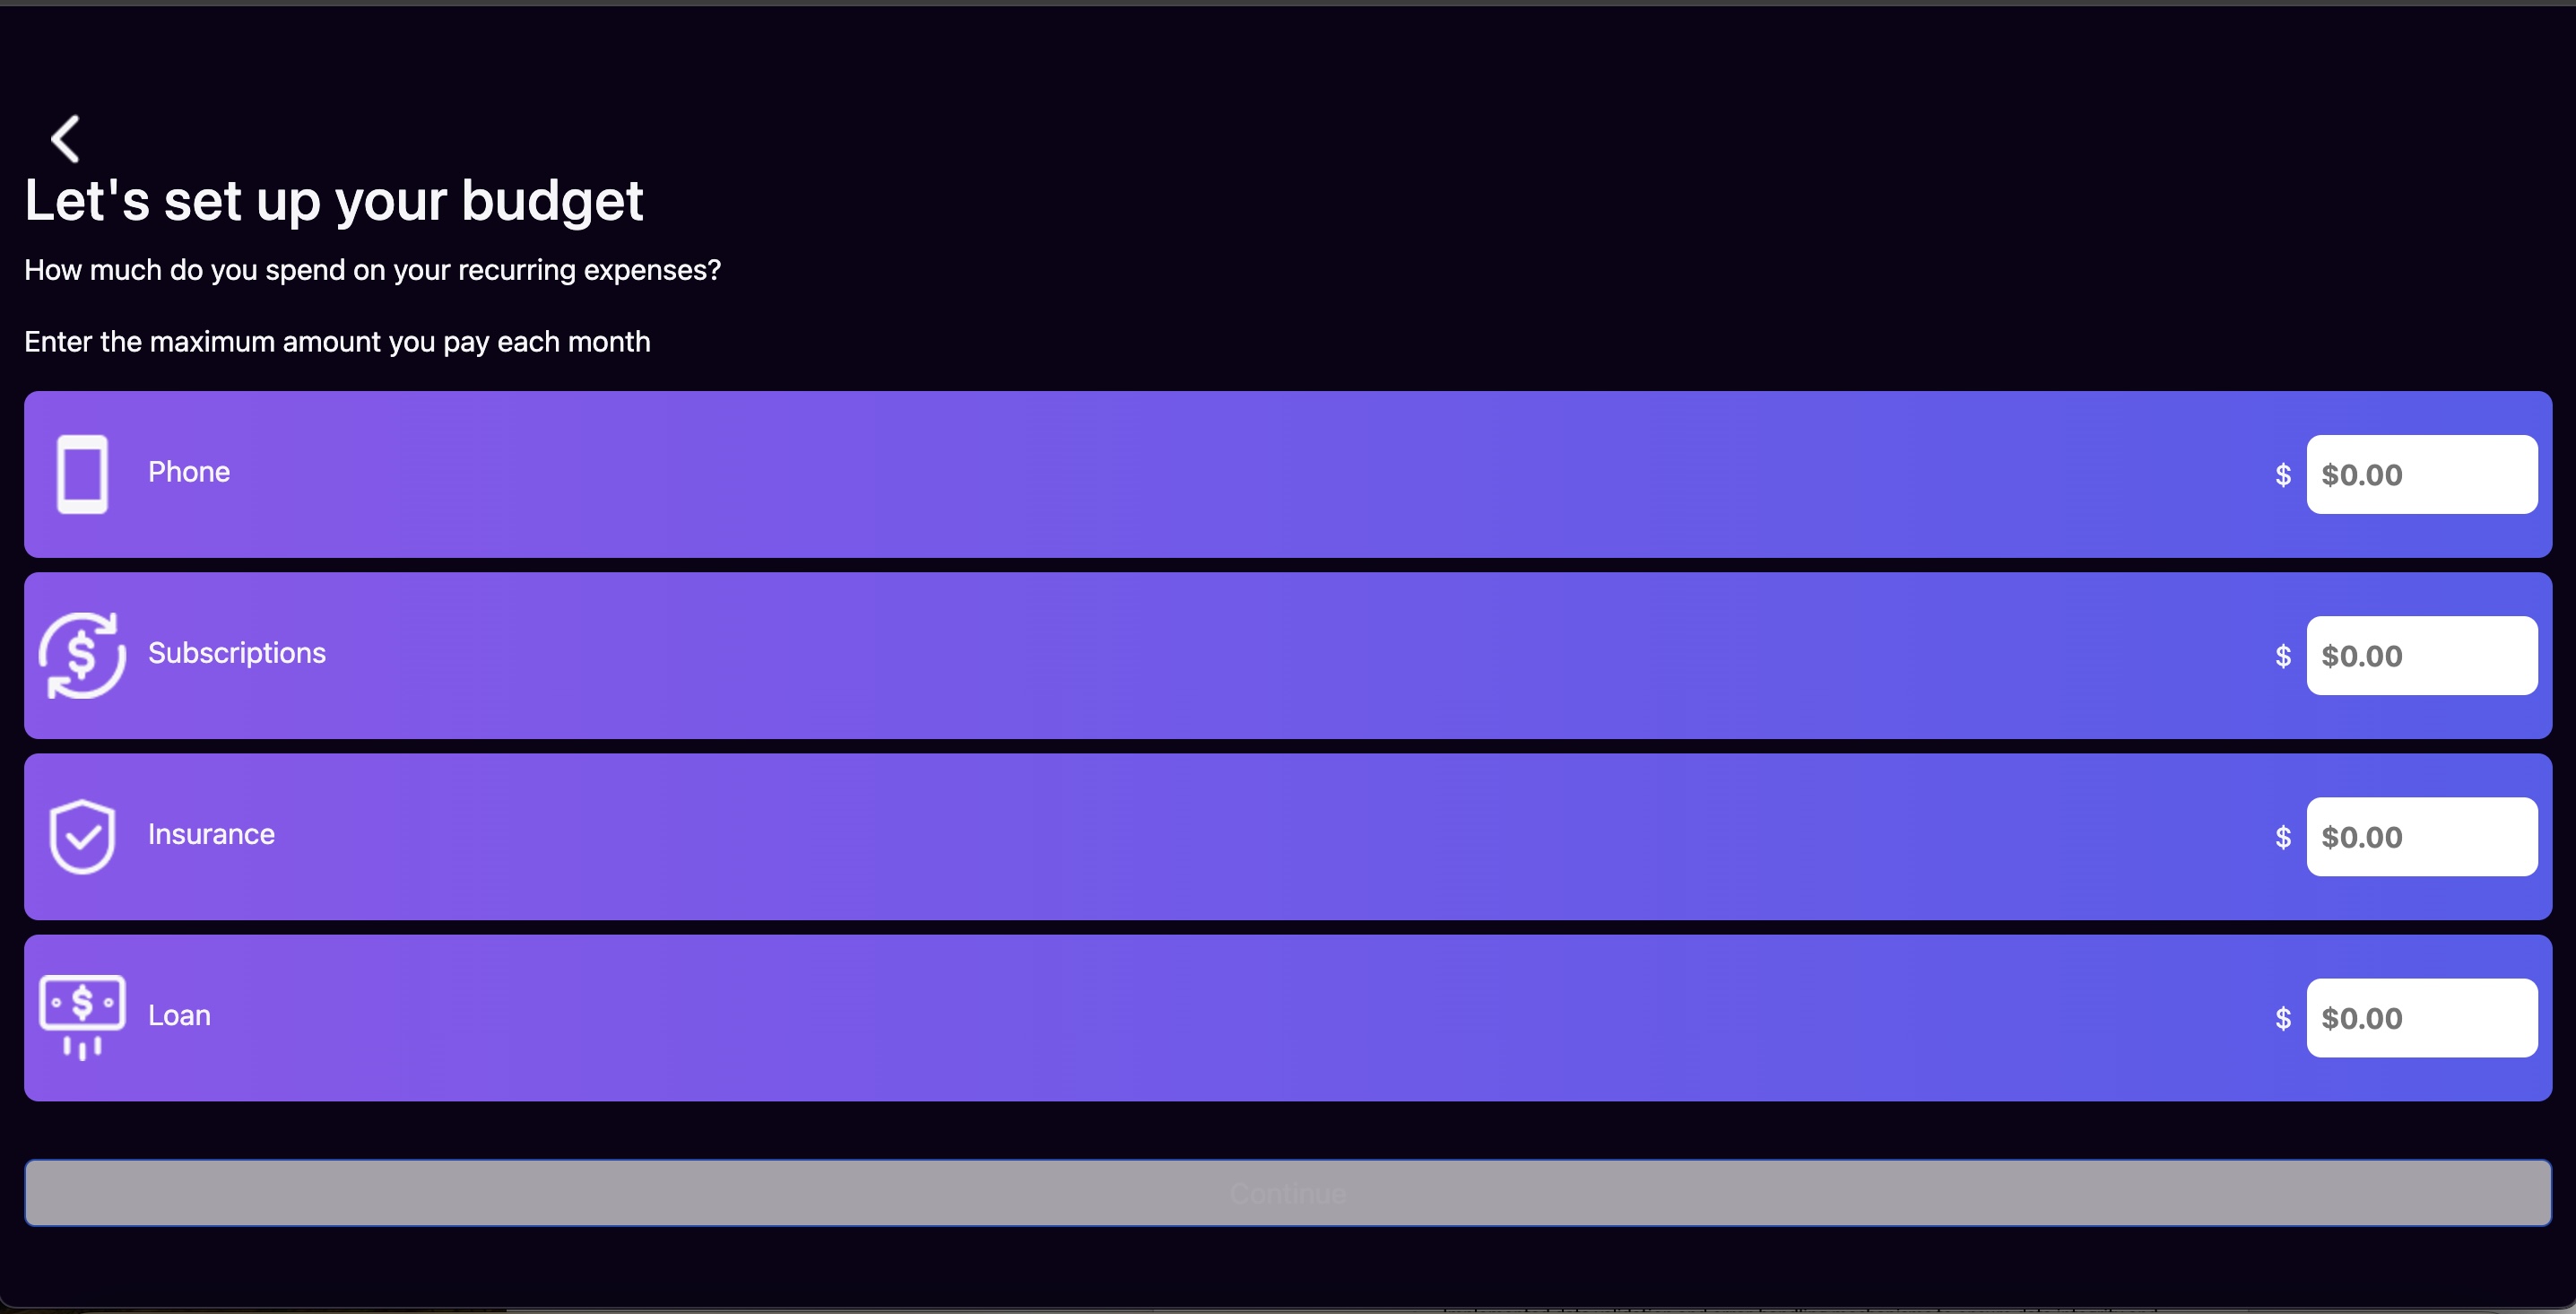 Let's set up your budget
How much do you spend on your recurring expenses?
Enter the maximum amount you pay each month
Phone $ $0.00
Subscriptions $ $0.00
Insurance $ $0.00
Loan $ $0.00
Continue